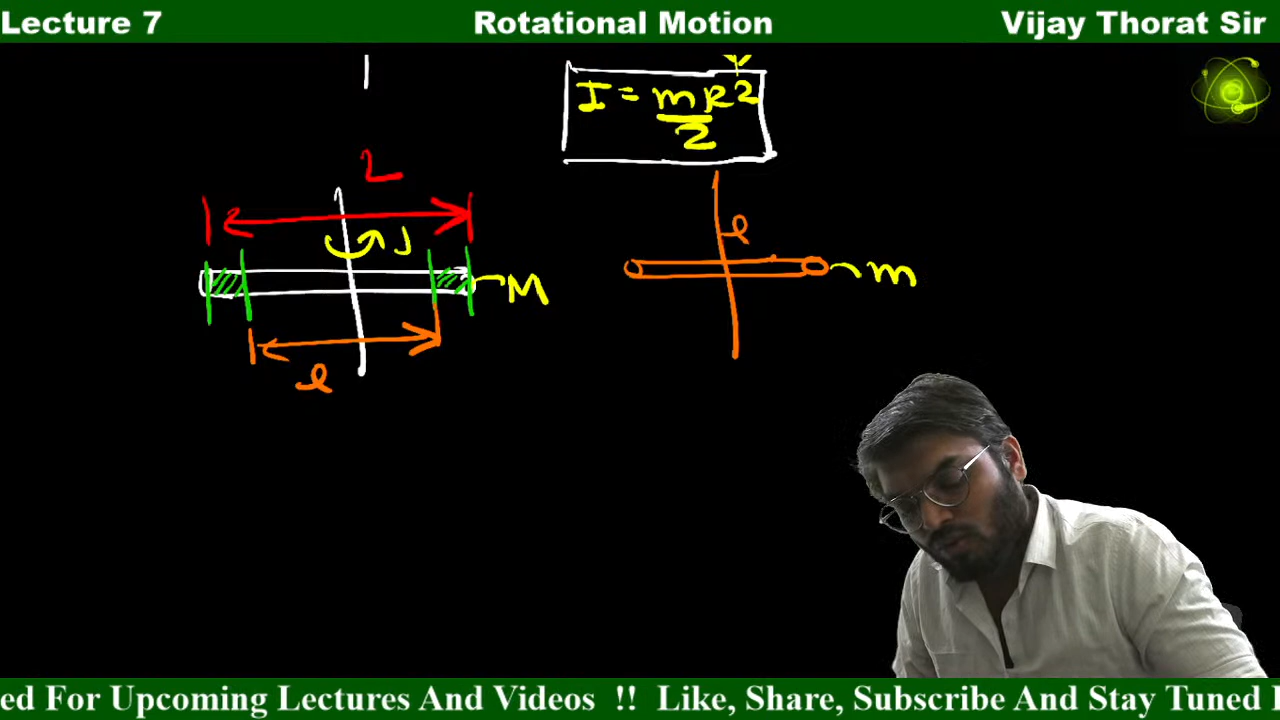 Lecture 7
Rotational Motion
Vijay Thorat Sir
I = mR²/2
L
M
l
l
m
ed For Upcoming Lectures And Videos !! Like, Share, Subscribe And Stay Tuned